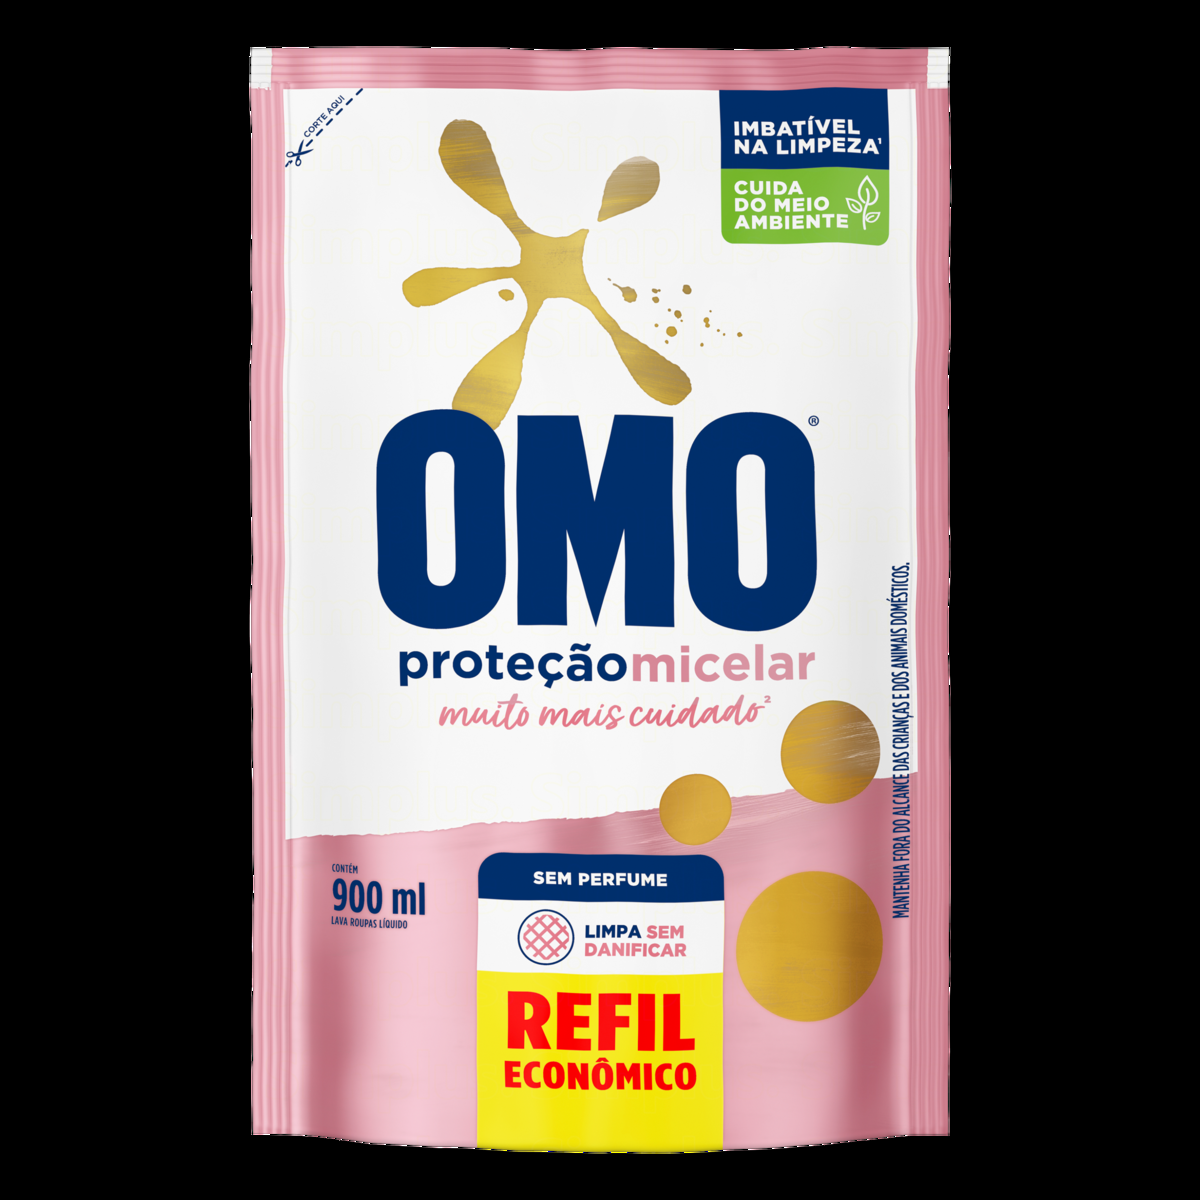 CORTE AQUI
IMBATÍVEL
NA LIMPEZA¹
CUIDA
DO MEIO
AMBIENTE
OMO®
proteçãomicelar
muito mais cuidado²
MANTENHA FORA DO ALCANCE DAS CRIANÇAS E DOS ANIMAIS DOMÉSTICOS.
CONTÉM
900 ml
LAVA ROUPAS LÍQUIDO
SEM PERFUME
LIMPA SEM
DANIFICAR
REFIL
ECONÔMICO